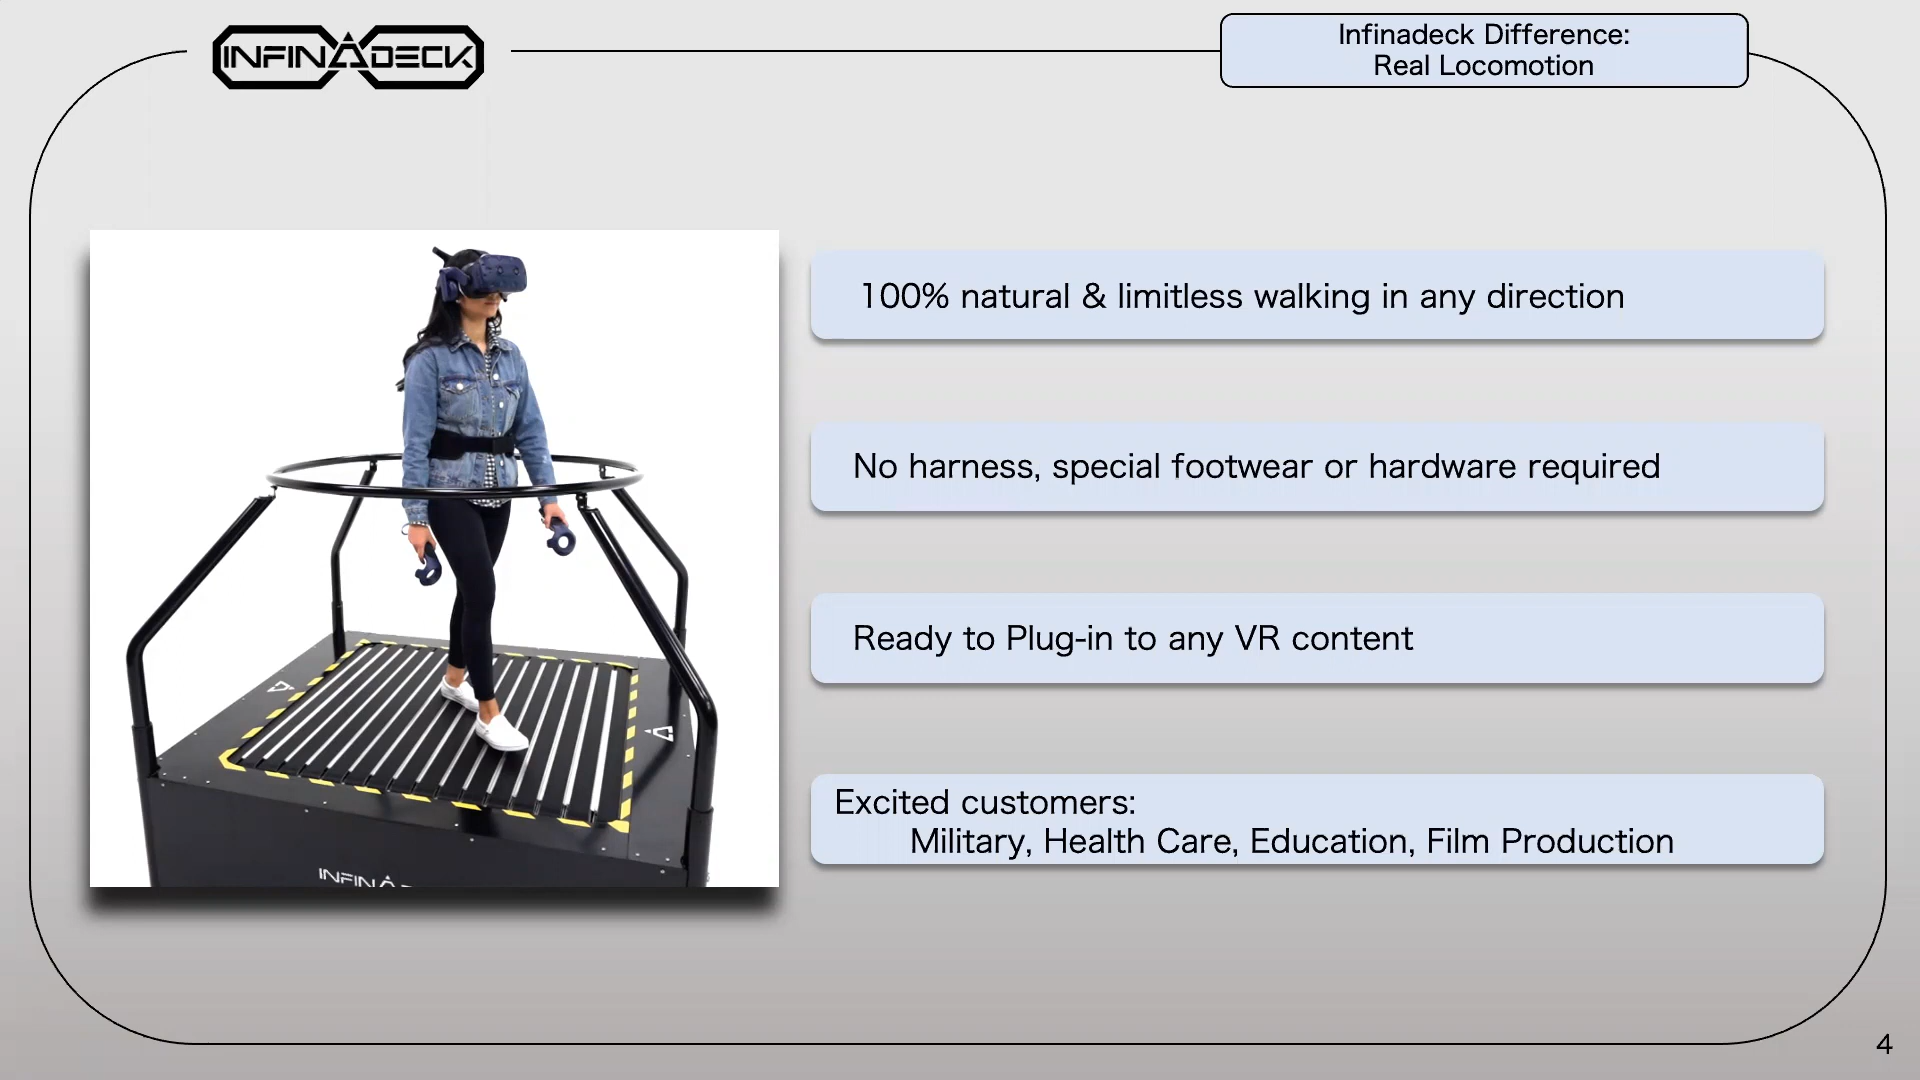 INFINADECK
Infinadeck Difference:
Real Locomotion
100% natural & limitless walking in any direction
No harness, special footwear or hardware required
Ready to Plug-in to any VR content
Excited customers:
Military, Health Care, Education, Film Production
INFINADE
4